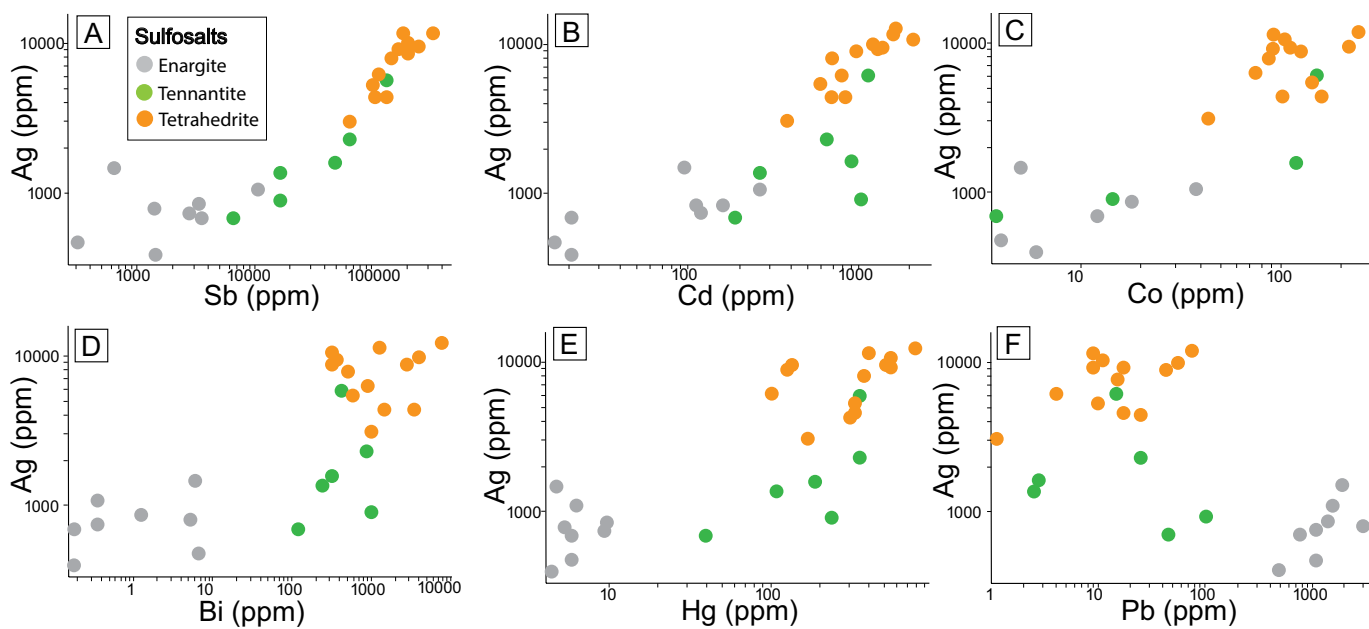 A
Sulfosalts
Enargite
Tennantite
Tetrahedrite
10000
1000
Ag (ppm)
1000
10000
100000
Sb (ppm)
B
10000
1000
Ag (ppm)
100
1000
Cd (ppm)
C
10000
1000
Ag (ppm)
10
100
Co (ppm)
D
10000
1000
Ag (ppm)
1
10
100
1000
10000
Bi (ppm)
E
10000
1000
Ag (ppm)
10
100
Hg (ppm)
F
10000
1000
Ag (ppm)
1
10
100
1000
Pb (ppm)